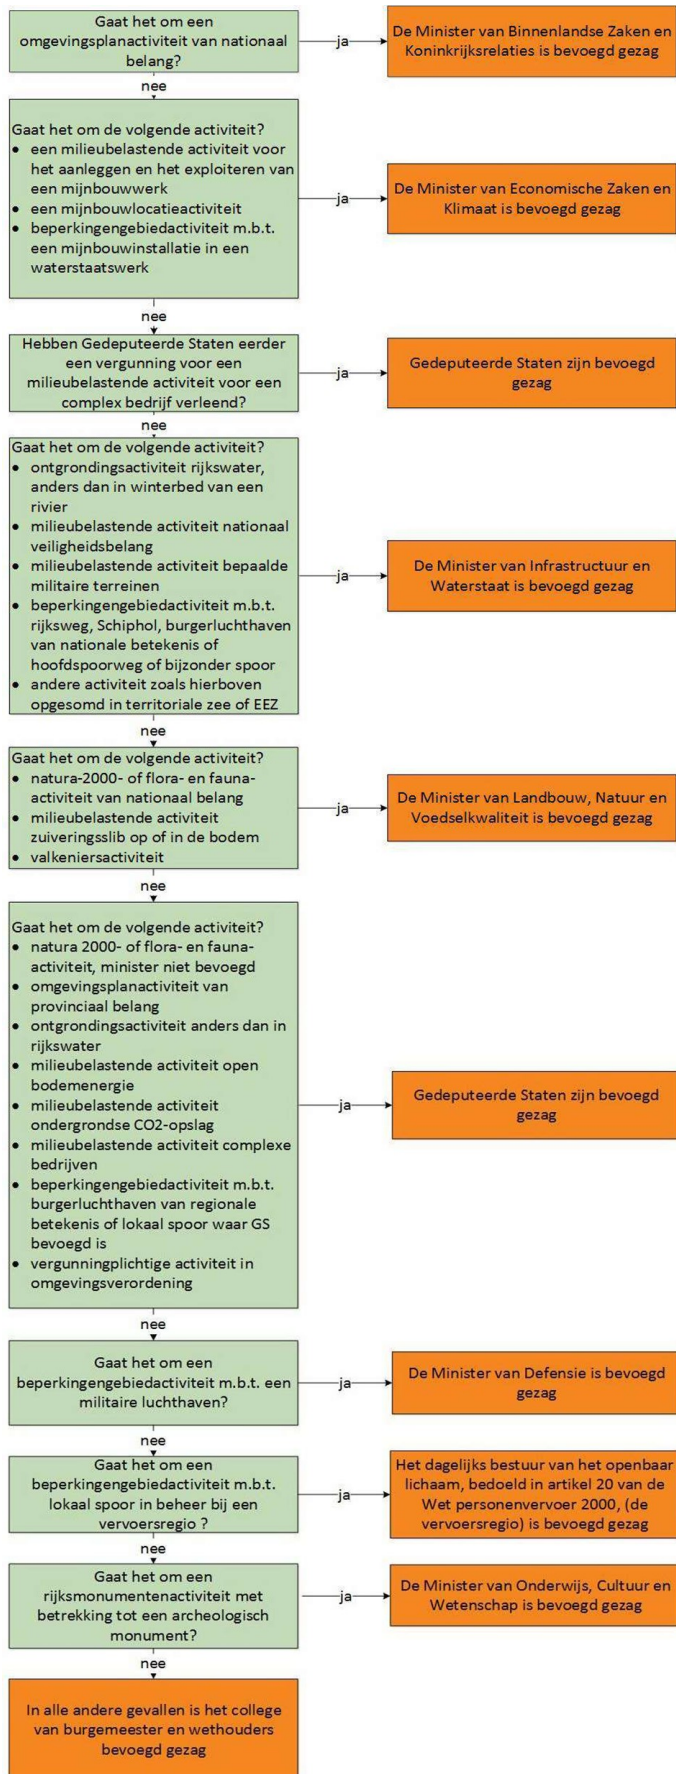 Gaat het om een
omgevingsplanactiviteit van nationaal
belang?
ja
De Minister van Binnenlandse Zaken en
Koninkrijksrelaties is bevoegd gezag
nee
Gaat het om de volgende activiteit?
• een milieubelastende activiteit voor
het aanleggen en het exploiteren van
een mijnbouwwerk
• een mijnbouwlocatieactiviteit
• beperkingengebiedactiviteit m.b.t.
een mijnbouwinstallatie in een
waterstaatswerk
ja
De Minister van Economische Zaken en
Klimaat is bevoegd gezag
nee
Hebben Gedeputeerde Staten eerder
een vergunning voor een
milieubelastende activiteit voor een
complex bedrijf verleend?
ja
Gedeputeerde Staten zijn bevoegd
gezag
nee
Gaat het om de volgende activiteit?
• ontgrondingsactiviteit rijkswater,
anders dan in winterbed van een
rivier
• milieubelastende activiteit nationaal
veiligheidsbelang
• milieubelastende activiteit bepaalde
militaire terreinen
• beperkingengebiedactiviteit m.b.t.
rijksweg, Schiphol, burgerluchthaven
van nationale betekenis of
hoofdspoorweg of bijzonder spoor
• andere activiteit zoals hierboven
opgesomd in territoriale zee of EEZ
ja
De Minister van Infrastructuur en
Waterstaat is bevoegd gezag
nee
Gaat het om de volgende activiteit?
• natura-2000- of flora- en fauna-
activiteit van nationaal belang
• milieubelastende activiteit
zuiveringsslib op of in de bodem
• valkeniersactiviteit
ja
De Minister van Landbouw, Natuur en
Voedselkwaliteit is bevoegd gezag
nee
Gaat het om de volgende activiteit?
• natura 2000- of flora- en fauna-
activiteit, minister niet bevoegd
• omgevingsplanactiviteit van
provinciaal belang
• ontgrondingsactiviteit anders dan in
rijkswater
• milieubelastende activiteit open
bodemenergie
• milieubelastende activiteit
ondergrondse CO2-opslag
• milieubelastende activiteit complexe
bedrijven
• beperkingengebiedactiviteit m.b.t.
burgerluchthaven van regionale
betekenis of lokaal spoor waar GS
bevoegd is
• vergunningplichtige activiteit in
omgevingsverordening
ja
Gedeputeerde Staten zijn bevoegd
gezag
nee
Gaat het om een
beperkingengebiedactiviteit m.b.t. een
militaire luchthaven?
ja
De Minister van Defensie is bevoegd
gezag
nee
Gaat het om een
beperkingengebiedactiviteit m.b.t.
lokaal spoor in beheer bij een
vervoersregio ?
ja
Het dagelijks bestuur van het openbaar
lichaam, bedoeld in artikel 20 van de
Wet personenvervoer 2000, (de
vervoersregio) is bevoegd gezag
nee
Gaat het om een
rijksmonumentenactiviteit met
betrekking tot een archeologisch
monument?
ja
De Minister van Onderwijs, Cultuur en
Wetenschap is bevoegd gezag
nee
In alle andere gevallen is het college
van burgemeester en wethouders
bevoegd gezag